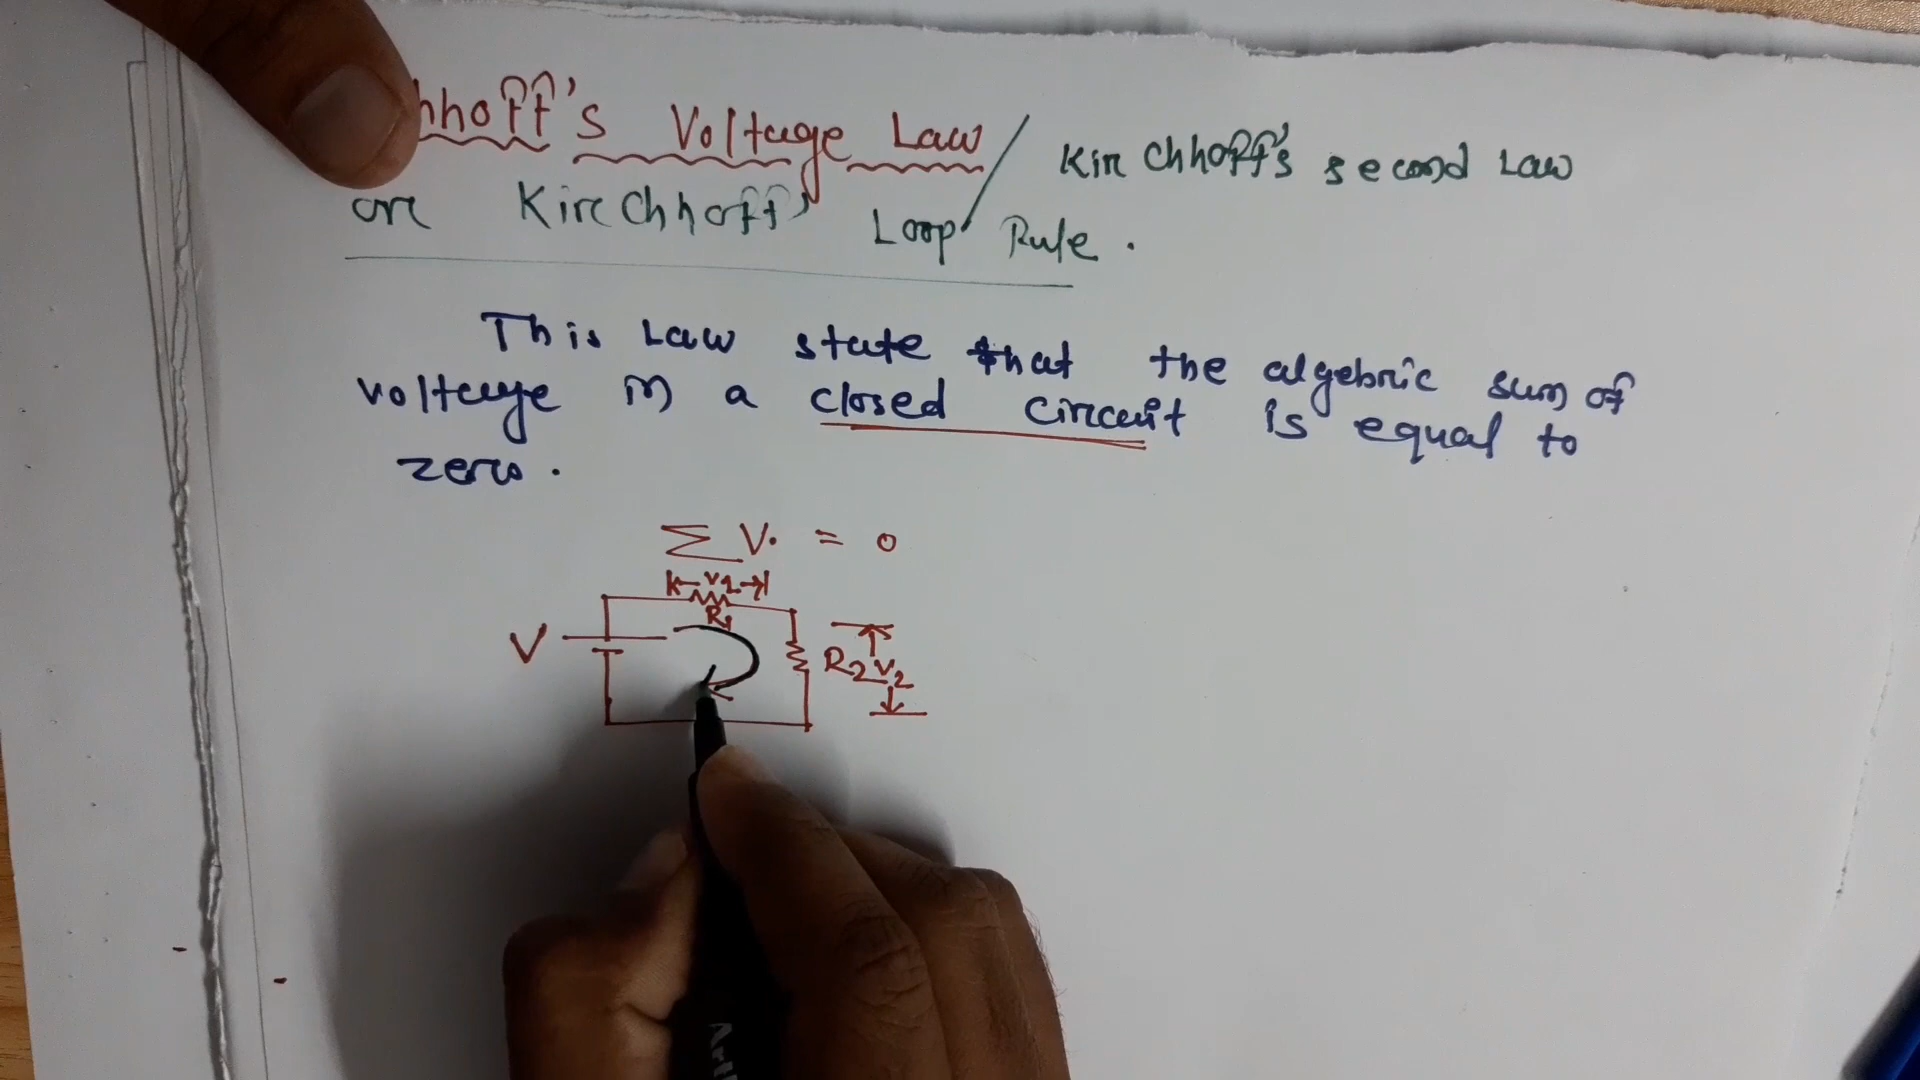 hhoff's Voltage Law / Kirchhoff's second Law
or Kirchhoff' Loop Rule .
This Law state that the algebric sum of
voltage in a closed circuit is equal to
zero .
Σ V. = 0
V1
R1
V
R2 V2